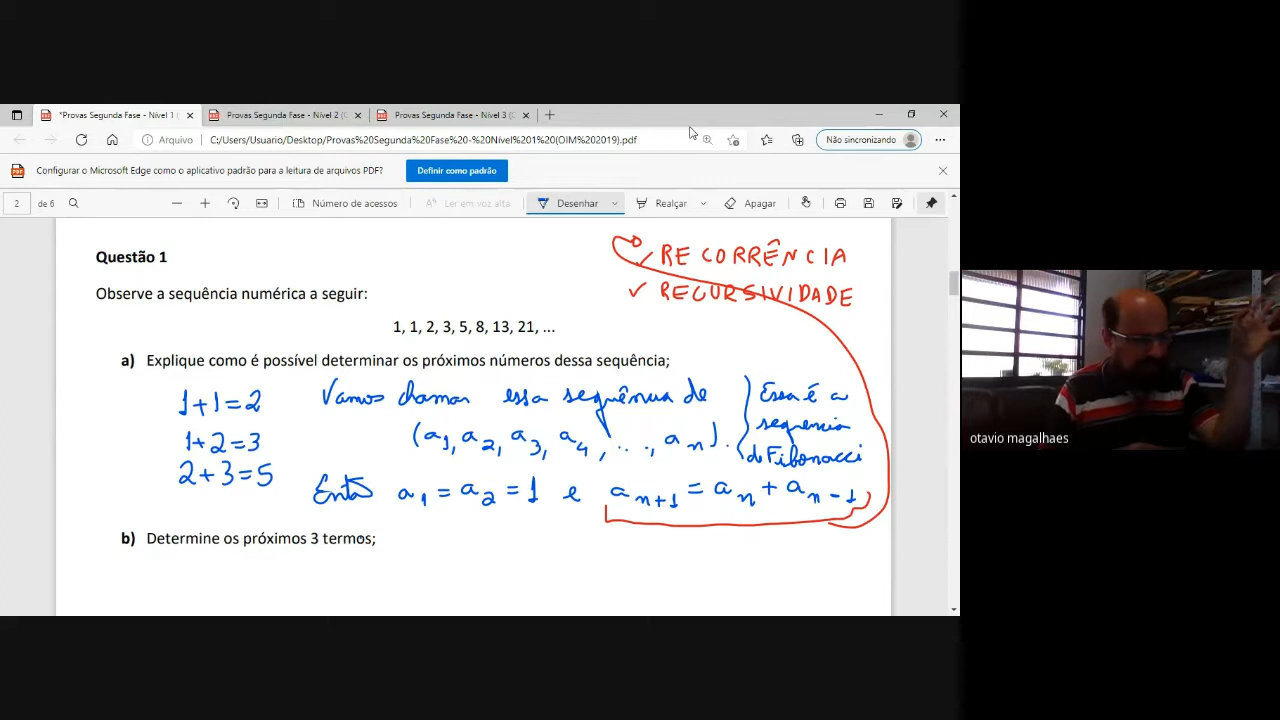 *Provas Segunda Fase - Nível 1 (
Provas Segunda Fase - Nível 2 (C
Provas Segunda Fase - Nível 3 (C
Arquivo
C:/Users/Usuario/Desktop/Provas%20Segunda%20Fase%20-%20Nível%201%20(OIM%202019).pdf
Não sincronizando
Configurar o Microsoft Edge como o aplicativo padrão para a leitura de arquivos PDF?
Definir como padrão
2 de 6
Número de acessos
Ler em voz alta
Desenhar
Realçar
Apagar
Questão 1
RECORRÊNCIA
Observe a sequência numérica a seguir:
RECURSIVIDADE
1, 1, 2, 3, 5, 8, 13, 21, ...
a) Explique como é possível determinar os próximos números dessa sequência;
1+1=2
Vamos chamar essa sequência de
Essa é a
1+2=3
(a1, a2, a3, a4, ..., an).
sequencia
de Fibonacci
2+3=5
Então a1 = a2 = 1 e an+1 = an + an-1
b) Determine os próximos 3 termos;
otavio magalhaes